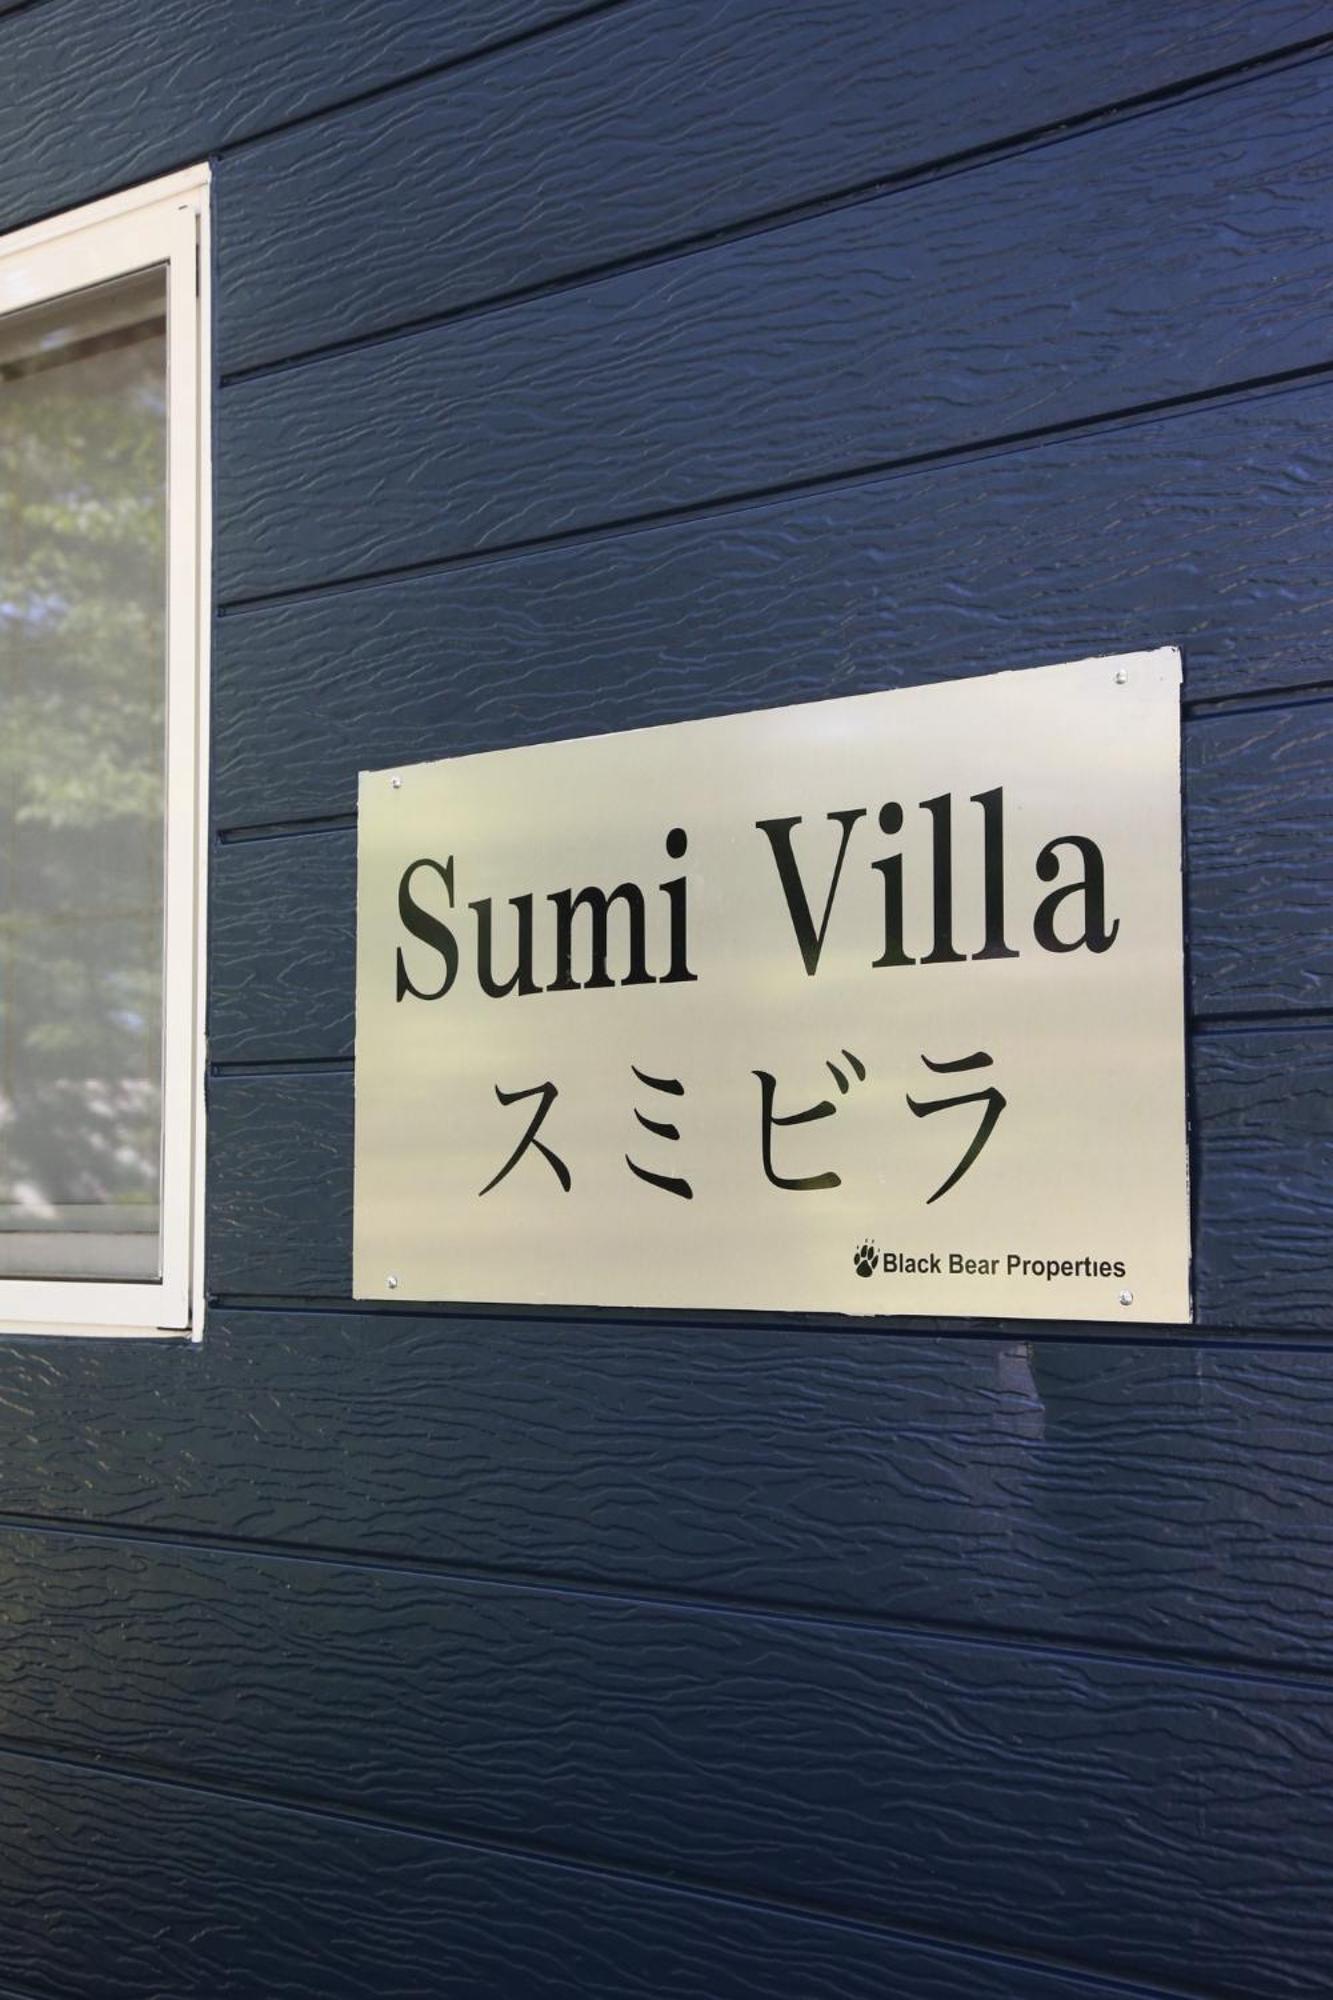 Sumi Villa
スミビラ
Black Bear Properties